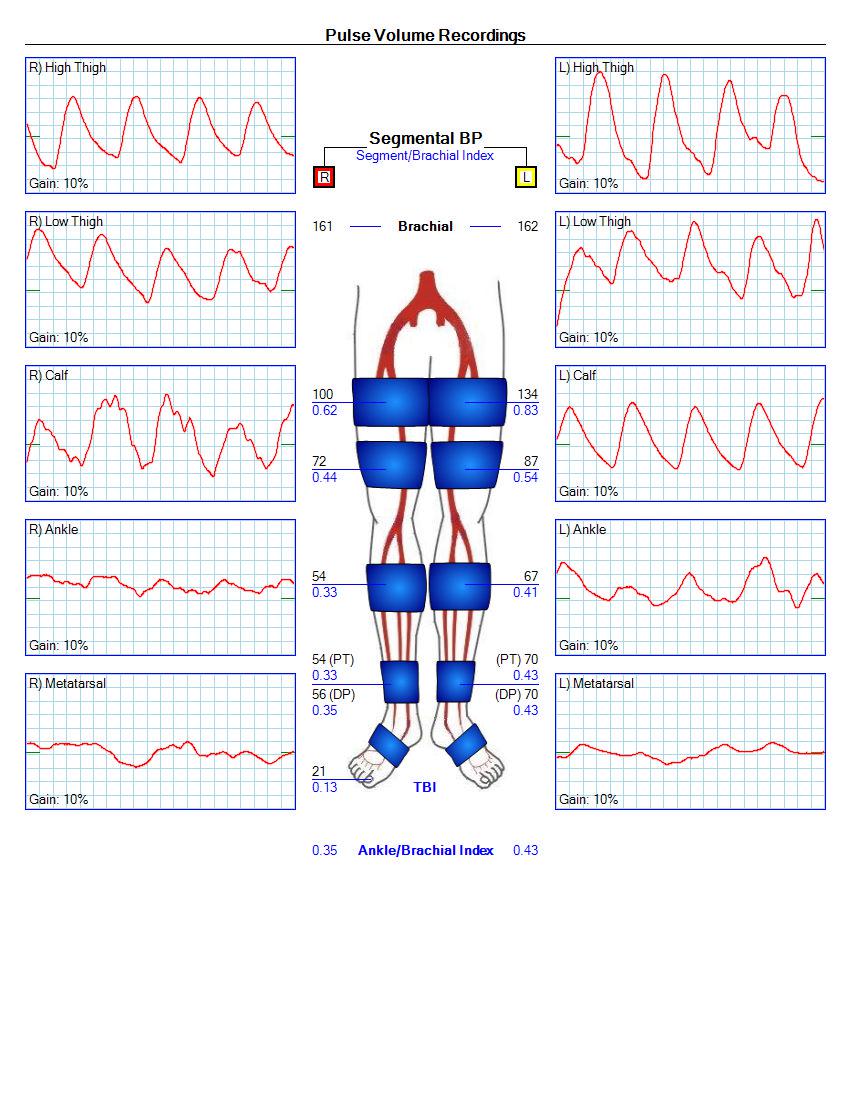 Pulse Volume Recordings
R) High Thigh
Gain: 10%
R) Low Thigh
Gain: 10%
R) Calf
Gain: 10%
R) Ankle
Gain: 10%
R) Metatarsal
Gain: 10%
Segmental BP
Segment/Brachial Index
R
L
161 Brachial 162
100 134
0.62 0.83
72 87
0.44 0.54
54 67
0.33 0.41
54 (PT) (PT) 70
0.33 0.43
56 (DP) (DP) 70
0.35 0.43
21
0.13 TBI
0.35 Ankle/Brachial Index 0.43
L) High Thigh
Gain: 10%
L) Low Thigh
Gain: 10%
L) Calf
Gain: 10%
L) Ankle
Gain: 10%
L) Metatarsal
Gain: 10%